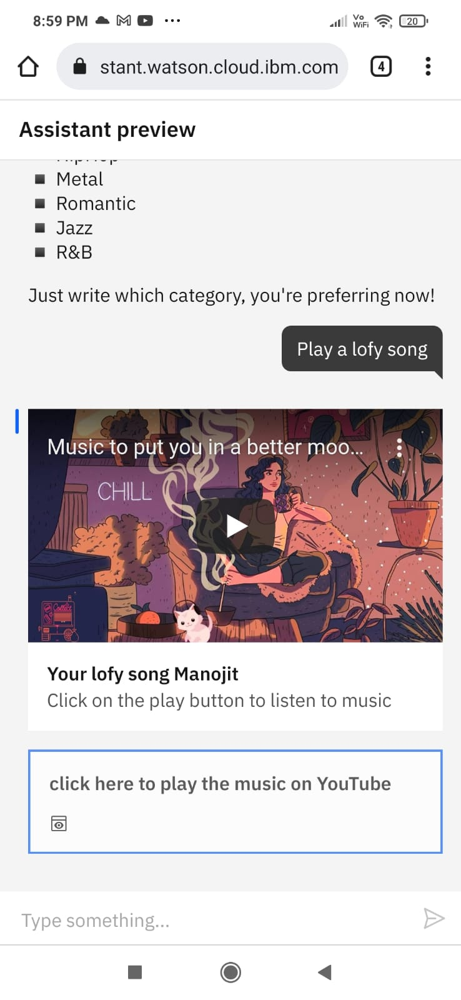 8:59 PM
Vo
WiFi
20
stant.watson.cloud.ibm.com
4
Assistant preview
HipHop
Metal
Romantic
Jazz
R&B
Just write which category, you're preferring now!
Play a lofy song
Music to put you in a better moo...
CHILL
Coffee
Your lofy song Manojit
Click on the play button to listen to music
click here to play the music on YouTube
Type something...